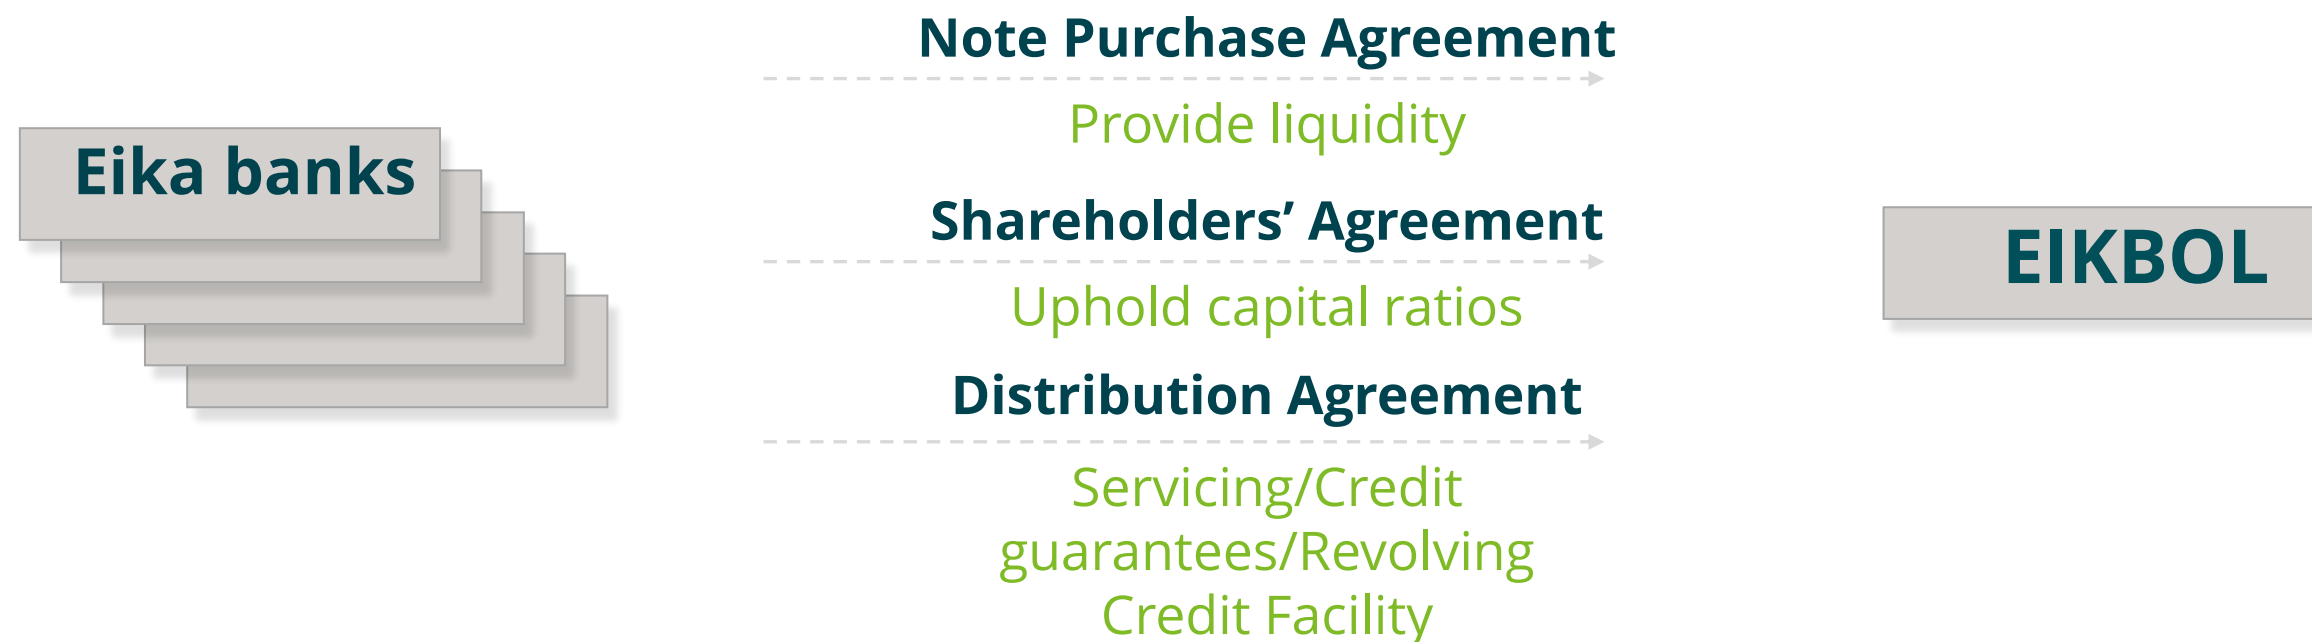 Note Purchase Agreement
Provide liquidity
Eika banks
Shareholders’ Agreement
Uphold capital ratios
EIKBOL
Distribution Agreement
Servicing/Credit
guarantees/Revolving
Credit Facility